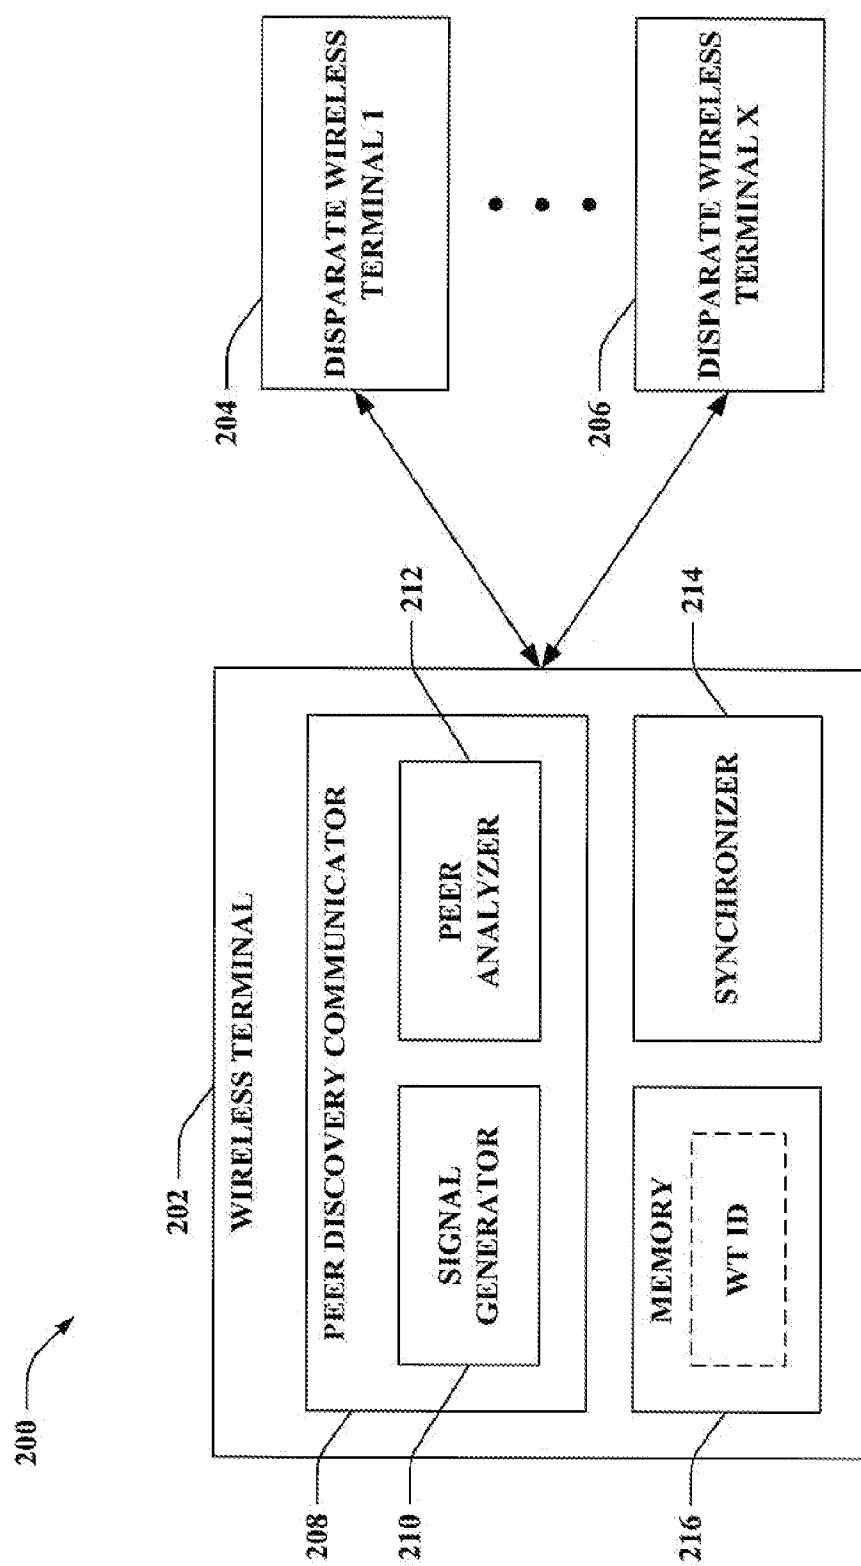 200
202
WIRELESS TERMINAL
208
PEER DISCOVERY COMMUNICATOR
210
SIGNAL
GENERATOR
212
PEER
ANALYZER
216
MEMORY
WT ID
214
SYNCHRONIZER
204
DISPARATE WIRELESS
TERMINAL 1
206
DISPARATE WIRELESS
TERMINAL X